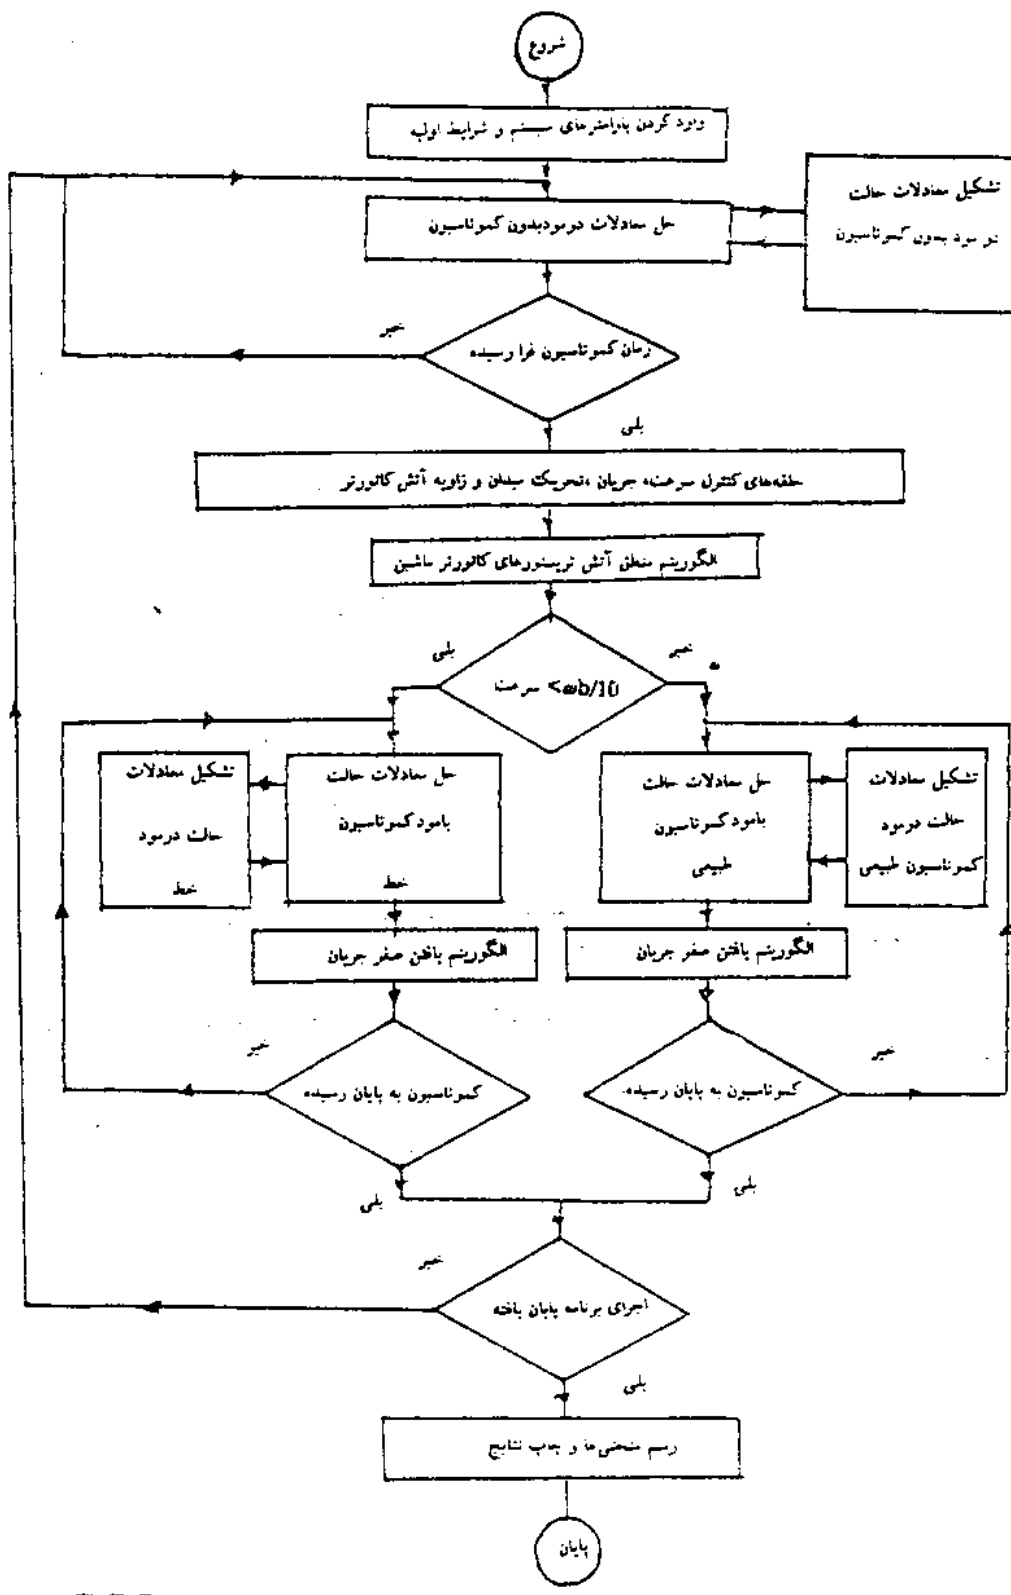 شروع
وارد کردن پارامترهای سیستم و شرایط اولیه
حل معادلات در مود بدون کموتاسیون
تشکیل معادلات حالت
در مود بدون کموتاسیون
زمان کموتاسیون فرا رسیده
خیر
بلی
حلقه‌های کنترل سرعت، جریان ،تحریک میدان و زاویه آتش کانورتر
الگوریتم منطق آتش تریستورهای کانورتر ماشین
سرعت <ωb/10
بلی
خیر
تشکیل معادلات
حالت درمود
خط
حل معادلات حالت
بامود کموتاسیون
خط
حل معادلات حالت
بامود کموتاسیون
طبیعی
تشکیل معادلات
حالت درمود
کموتاسیون طبیعی
الگوریتم یافتن صفر جریان
الگوریتم یافتن صفر جریان
خیر
کموتاسیون به پایان رسیده
کموتاسیون به پایان رسیده
خیر
بلی
بلی
خیر
اجرای برنامه پایان یافته
بلی
رسم منحنی‌ها و چاپ نتایج
پایان